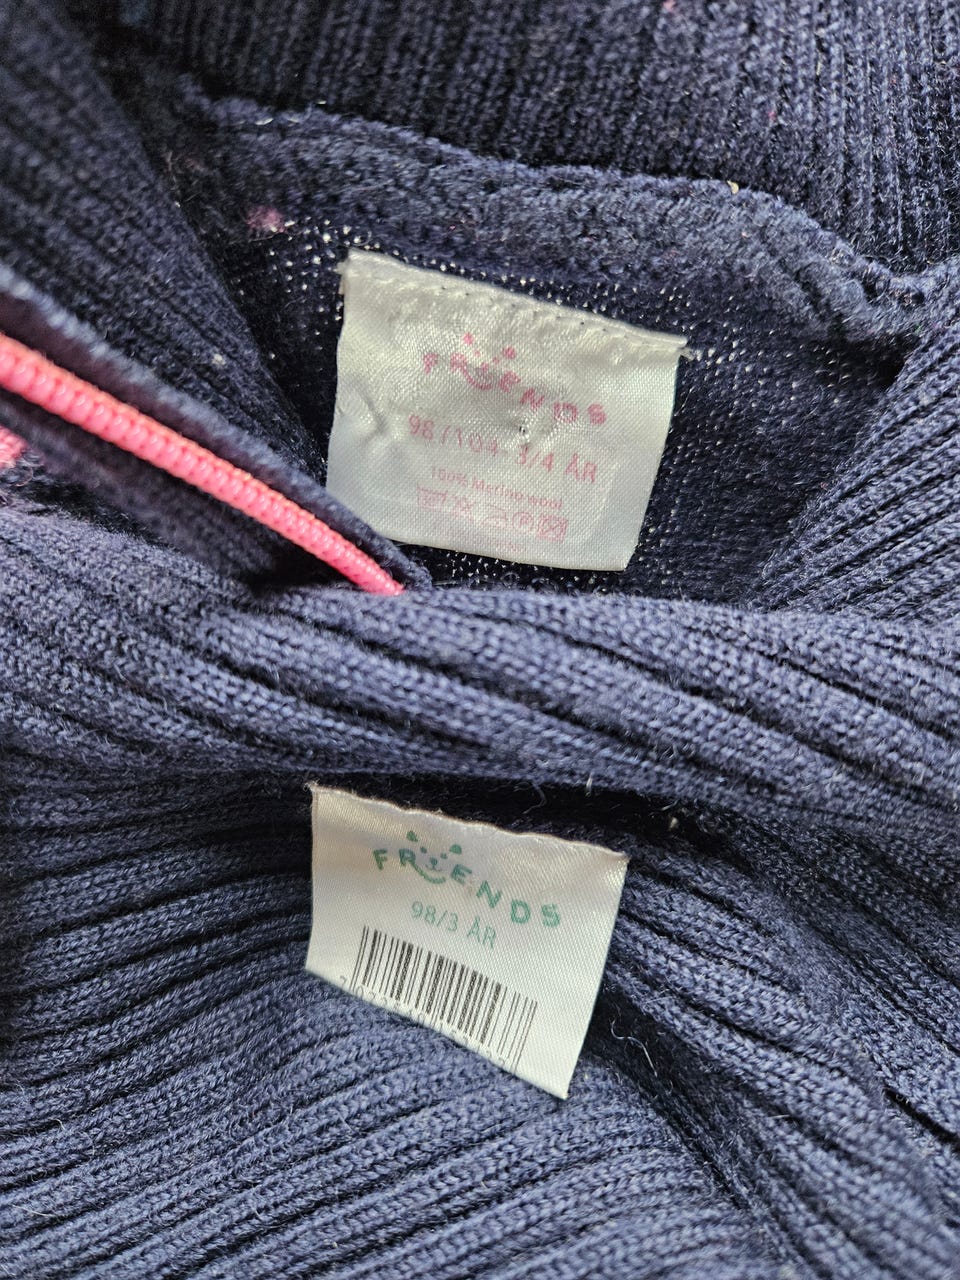 FRIENDS
98/104- 3/4 ÅR
100% Merino wool
FRIENDS
98/3 ÅR